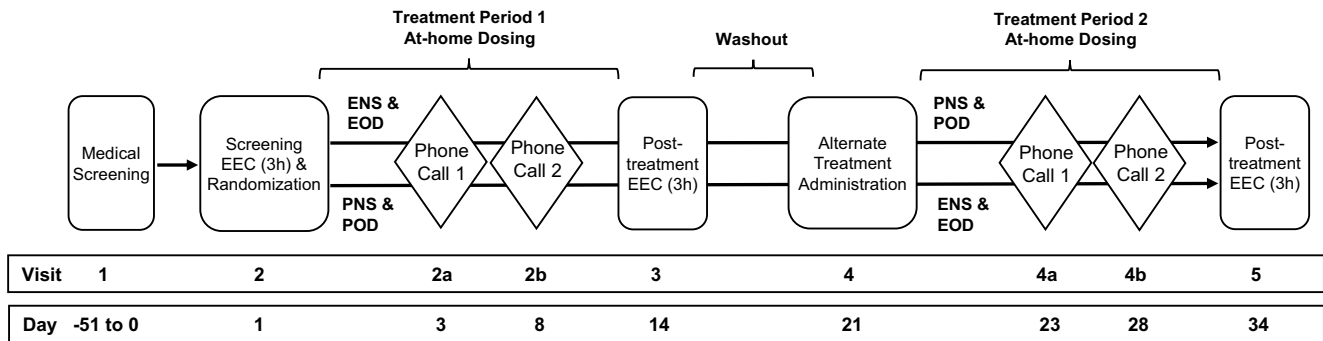 Treatment Period 1
At-home Dosing
Washout
Treatment Period 2
At-home Dosing
Medical
Screening
Screening
EEC (3h) &
Randomization
ENS &
EOD
PNS &
POD
Phone
Call 1
Phone
Call 2
Post-
treatment
EEC (3h)
Alternate
Treatment
Administration
PNS &
POD
ENS &
EOD
Phone
Call 1
Phone
Call 2
Post-
treatment
EEC (3h)
Visit 1 2 2a 2b 3 4 4a 4b 5
Day -51 to 0 1 3 8 14 21 23 28 34